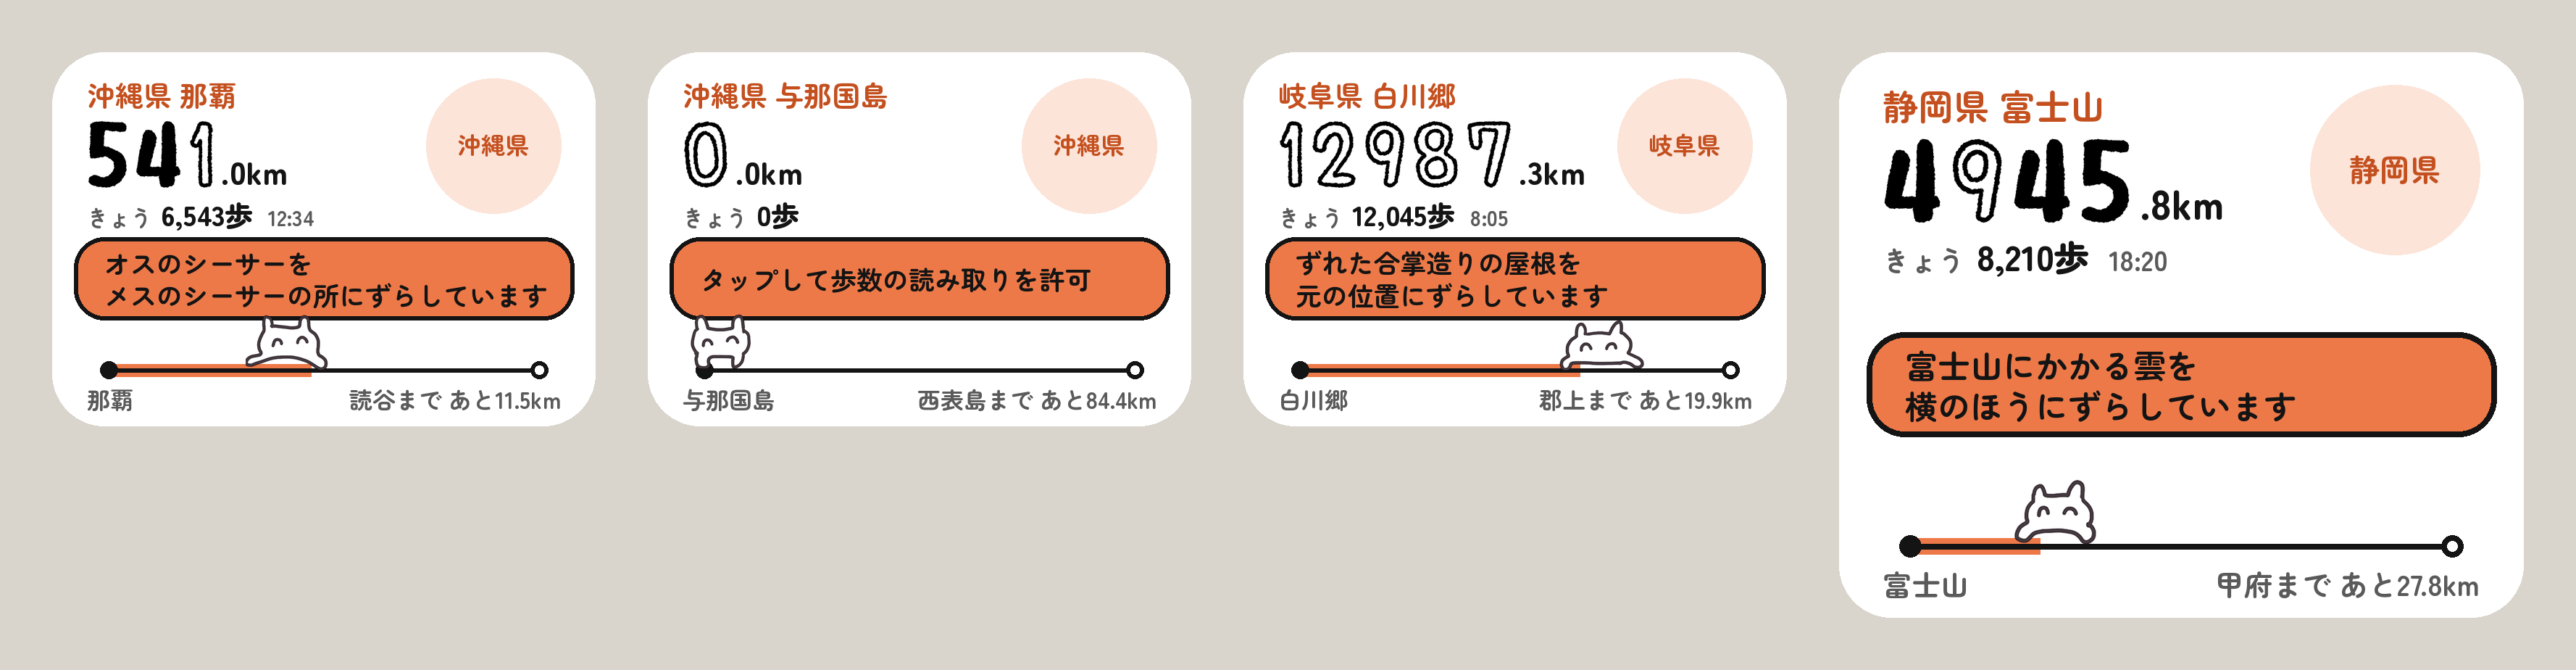 沖縄県 那覇
沖縄県
541.0km
きょう 6,543歩 12:34
オスのシーサーを
メスのシーサーの所にずらしています
那覇
読谷まで あと11.5km
沖縄県 与那国島
沖縄県
0.0km
きょう 0歩
タップして歩数の読み取りを許可
与那国島
西表島まで あと84.4km
岐阜県 白川郷
岐阜県
12987.3km
きょう 12,045歩 8:05
ずれた合掌造りの屋根を
元の位置にずらしています
白川郷
郡上まで あと19.9km
静岡県 富士山
静岡県
4945.8km
きょう 8,210歩 18:20
富士山にかかる雲を
横のほうにずらしています
富士山
甲府まで あと27.8km